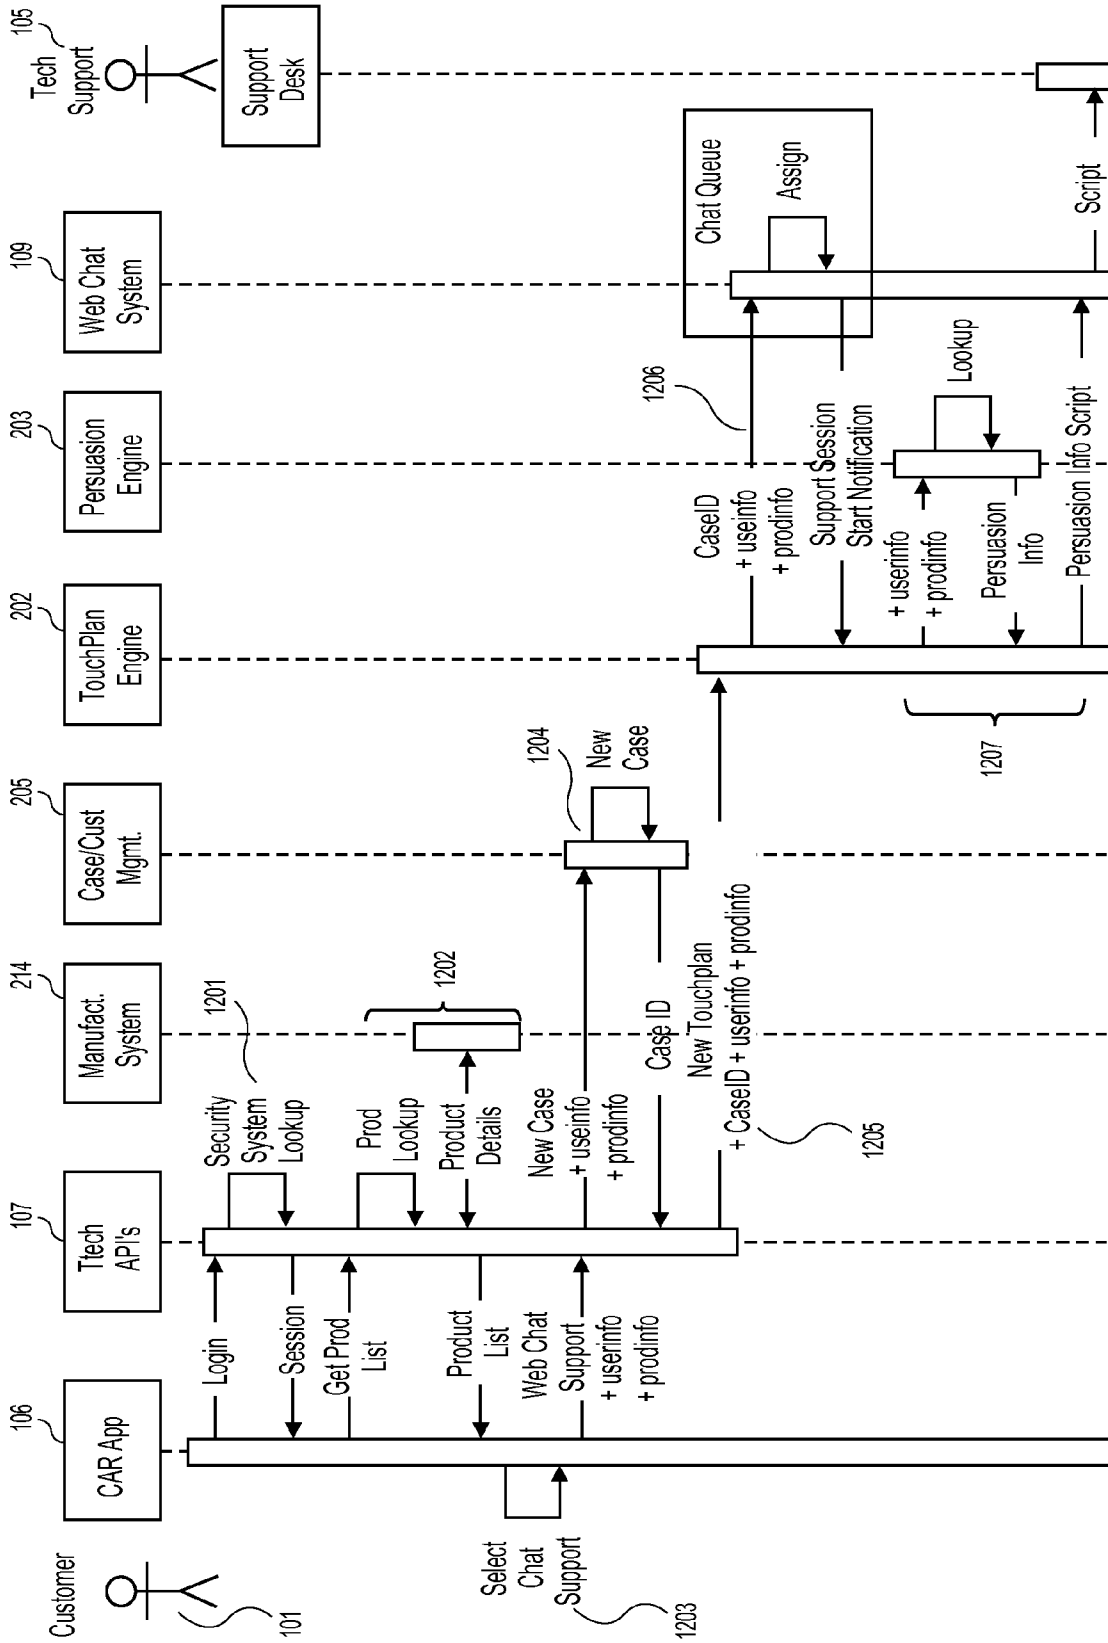 Customer
101
106
CAR App
107
Ttech
API's
214
Manufact.
System
205
Case/Cust
Mgmt.
202
TouchPlan
Engine
203
Persuasion
Engine
109
Web Chat
System
Tech
Support
105
Support
Desk
Login
Security
System
Lookup
1201
Session
Get Prod
List
Prod
Lookup
Product
Details
1202
Product
List
Select
Chat
Support
1203
Web Chat
Support
+ userinfo
+ prodinfo
New Case
+ useinfo
+ prodinfo
1204
New
Case
Case ID
New Touchplan
+ CaseID + userinfo + prodinfo
1205
CaseID
+ useinfo
+ prodinfo
1206
Chat Queue
Assign
Support Session
Start Notification
+ userinfo
+ prodinfo
Lookup
Persuasion
Info
1207
Persuasion Info Script
Script